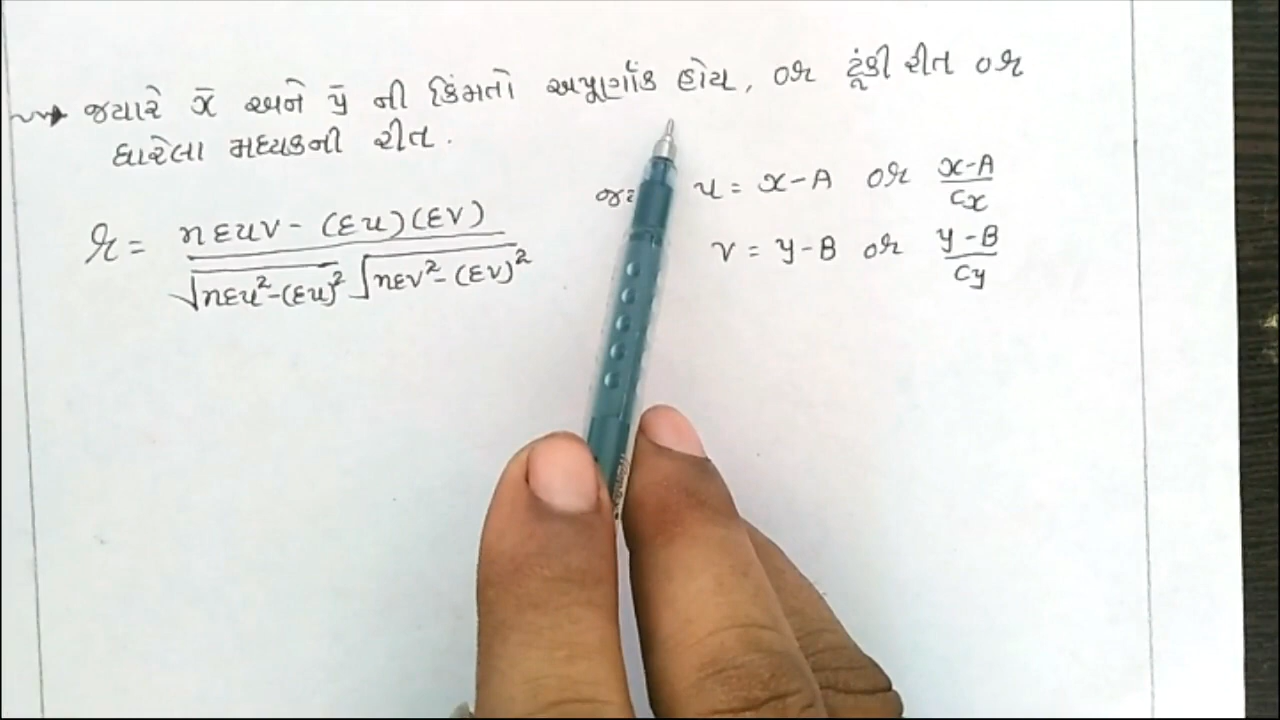 જયારે x̄ અને ȳ ની કિંમતો અપૂર્ણાંક હોય, or ટૂંકી રીત or
ધારેલા મધ્યકની રીત.
u = x-A or x-A/Cx
r = nΣuv - (Σu)(Σv) / √nΣu²-(Σu)² √nΣv²-(Σv)²
v = y-B or y-B/Cy